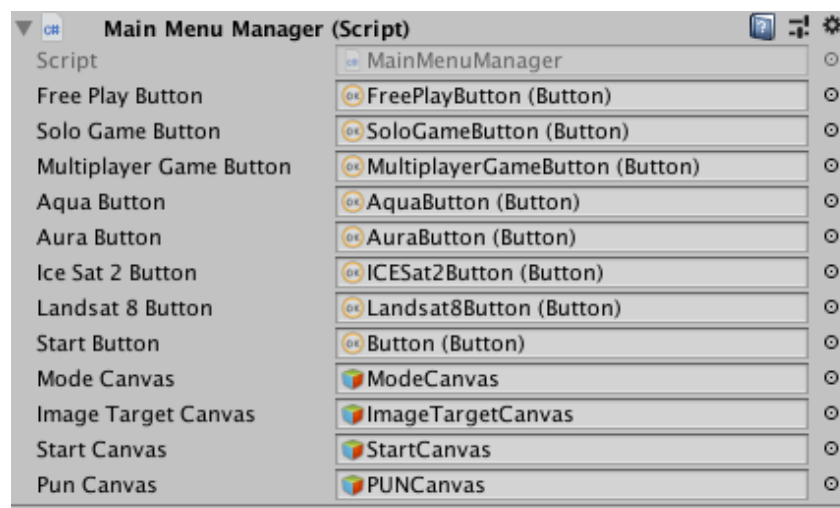 Main Menu Manager (Script)
Script MainMenuManager
Free Play Button FreePlayButton (Button)
Solo Game Button SoloGameButton (Button)
Multiplayer Game Button MultiplayerGameButton (Button)
Aqua Button AquaButton (Button)
Aura Button AuraButton (Button)
Ice Sat 2 Button ICESat2Button (Button)
Landsat 8 Button Landsat8Button (Button)
Start Button Button (Button)
Mode Canvas ModeCanvas
Image Target Canvas ImageTargetCanvas
Start Canvas StartCanvas
Pun Canvas PUNCanvas